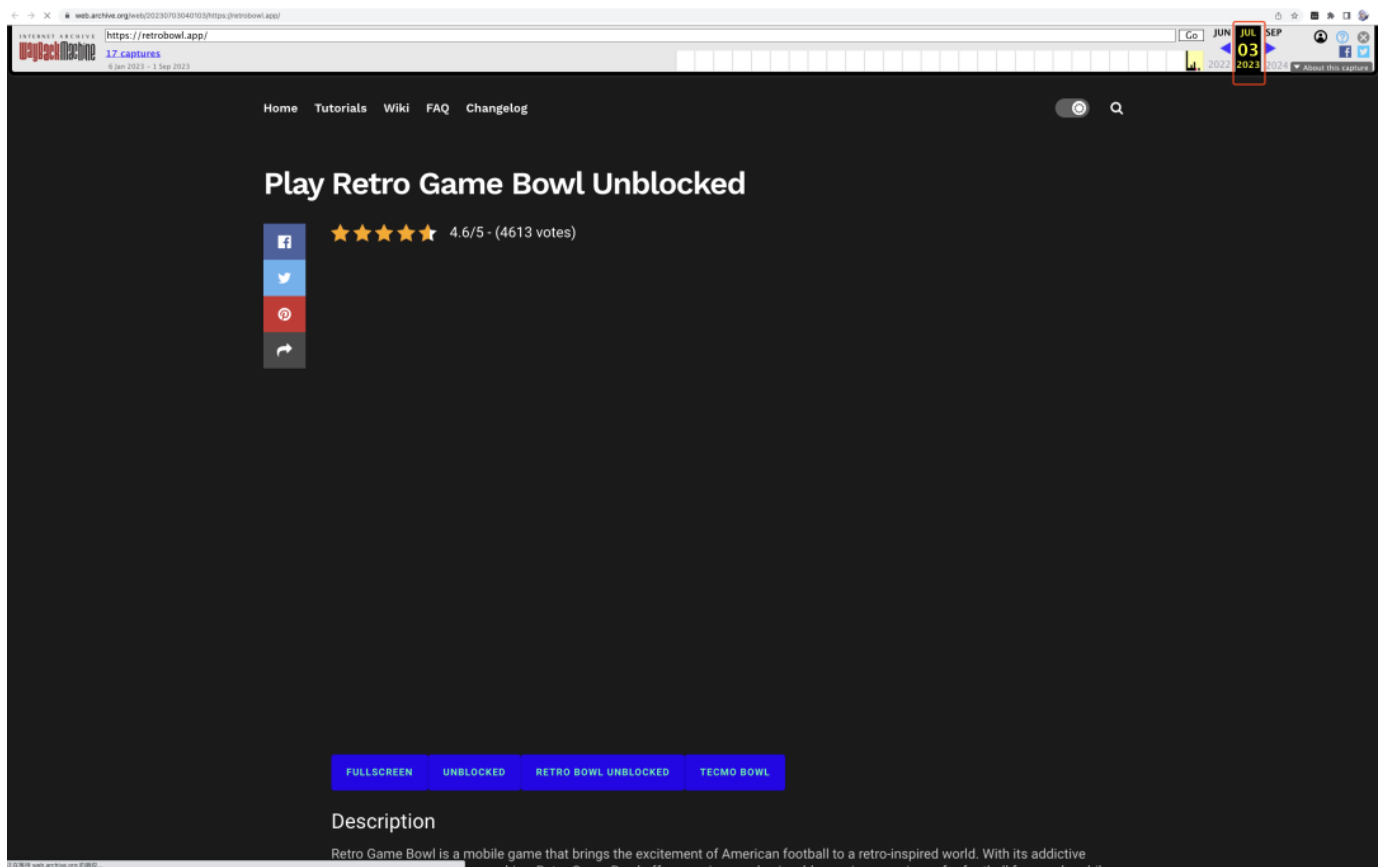 web.archive.org/web/20230703040103/https://retrobowl.app/
INTERNET ARCHIVE
WayBackMachine
https://retrobowl.app/
Go
JUN JUL SEP
17 captures
03
6 Jan 2023 – 1 Sep 2023
2022 2023 2024
▼ About this capture
Home Tutorials Wiki FAQ Changelog
Play Retro Game Bowl Unblocked
4.6/5 - (4613 votes)
FULLSCREEN UNBLOCKED RETRO BOWL UNBLOCKED TECMO BOWL
Description
Retro Game Bowl is a mobile game that brings the excitement of American football to a retro-inspired world. With its addictive